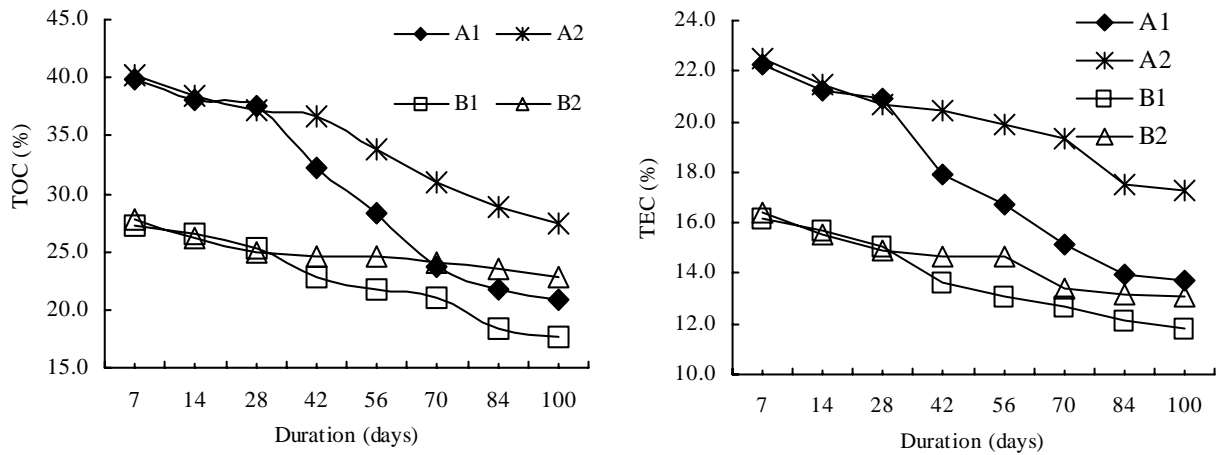 45.0
40.0
35.0
30.0
25.0
20.0
15.0
TOC (%)
A1 A2
B1 B2
7 14 28 42 56 70 84 100
Duration (days)
24.0
22.0
20.0
18.0
16.0
14.0
12.0
10.0
TEC (%)
A1
A2
B1
B2
7 14 28 42 56 70 84 100
Duration (days)